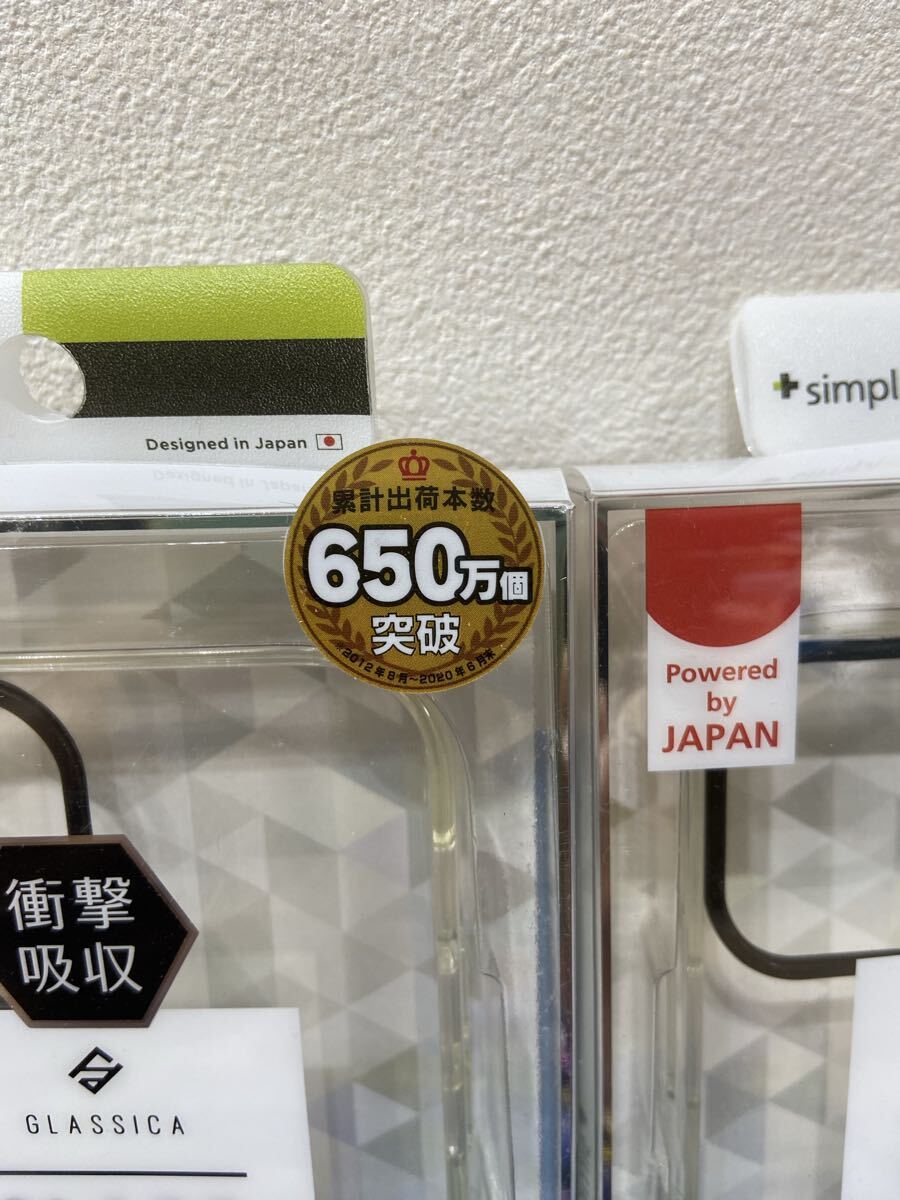 Designed in Japan
累計出荷本数
650万個
突破
※2012年8月〜2020年6月末
衝撃
吸収
GLASSICA
simpl
Powered
by
JAPAN